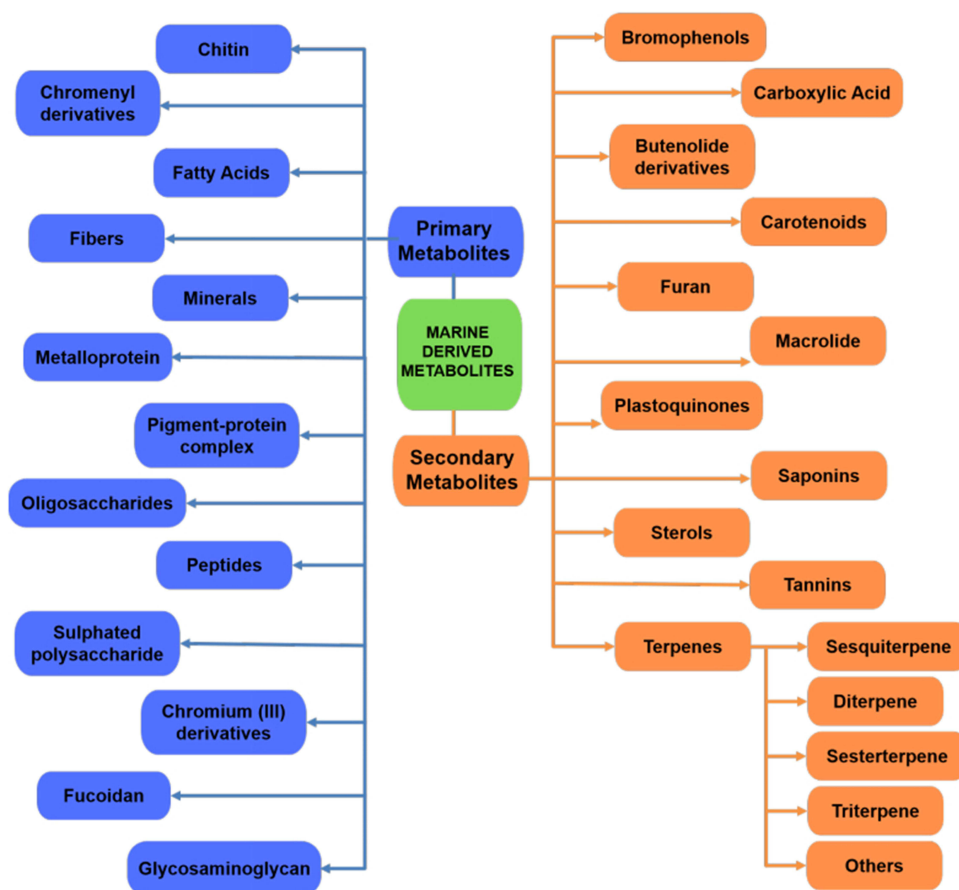 Chitin
Chromenyl
derivatives
Fatty Acids
Fibers
Minerals
Metalloprotein
Pigment-protein
complex
Oligosaccharides
Peptides
Sulphated
polysaccharide
Chromium (III)
derivatives
Fucoidan
Glycosaminoglycan
Primary
Metabolites
MARINE
DERIVED
METABOLITES
Secondary
Metabolites
Bromophenols
Carboxylic Acid
Butenolide
derivatives
Carotenoids
Furan
Macrolide
Plastoquinones
Saponins
Sterols
Tannins
Terpenes
Sesquiterpene
Diterpene
Sesterterpene
Triterpene
Others